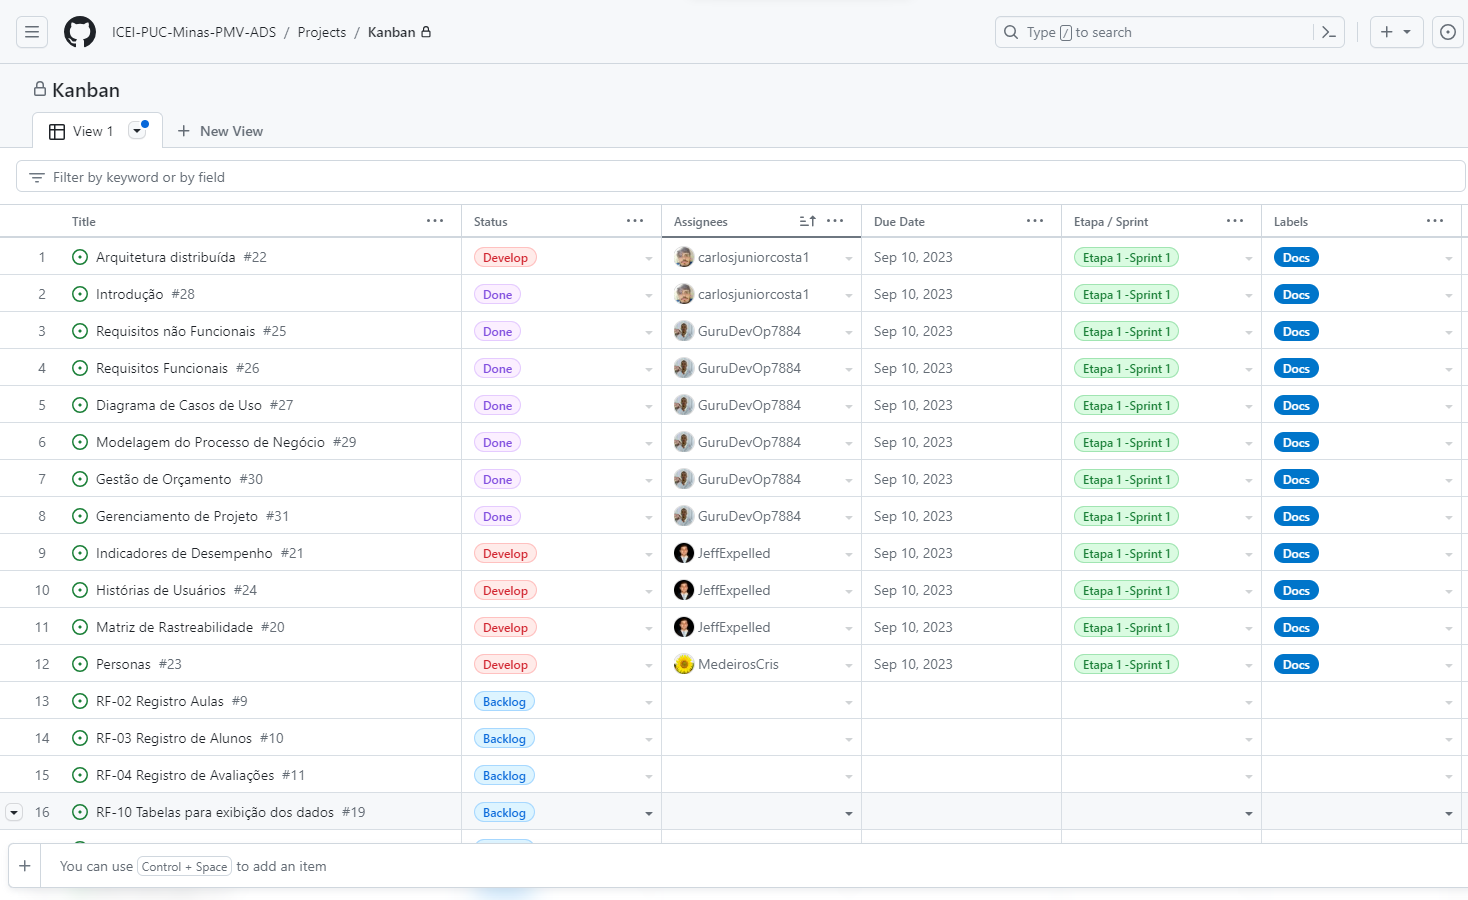 ICEI-PUC-Minas-PMV-ADS / Projects / Kanban
Type / to search
Kanban
View 1
New View
Filter by keyword or by field
Title Status Assignees Due Date Etapa / Sprint Labels
1 Arquitetura distribuída #22 Develop carlosjuniorcosta1 Sep 10, 2023 Etapa 1 -Sprint 1 Docs
2 Introdução #28 Done carlosjuniorcosta1 Sep 10, 2023 Etapa 1 -Sprint 1 Docs
3 Requisitos não Funcionais #25 Done GuruDevOp7884 Sep 10, 2023 Etapa 1 -Sprint 1 Docs
4 Requisitos Funcionais #26 Done GuruDevOp7884 Sep 10, 2023 Etapa 1 -Sprint 1 Docs
5 Diagrama de Casos de Uso #27 Done GuruDevOp7884 Sep 10, 2023 Etapa 1 -Sprint 1 Docs
6 Modelagem do Processo de Negócio #29 Done GuruDevOp7884 Sep 10, 2023 Etapa 1 -Sprint 1 Docs
7 Gestão de Orçamento #30 Done GuruDevOp7884 Sep 10, 2023 Etapa 1 -Sprint 1 Docs
8 Gerenciamento de Projeto #31 Done GuruDevOp7884 Sep 10, 2023 Etapa 1 -Sprint 1 Docs
9 Indicadores de Desempenho #21 Develop JeffExpelled Sep 10, 2023 Etapa 1 -Sprint 1 Docs
10 Histórias de Usuários #24 Develop JeffExpelled Sep 10, 2023 Etapa 1 -Sprint 1 Docs
11 Matriz de Rastreabilidade #20 Develop JeffExpelled Sep 10, 2023 Etapa 1 -Sprint 1 Docs
12 Personas #23 Develop MedeirosCris Sep 10, 2023 Etapa 1 -Sprint 1 Docs
13 RF-02 Registro Aulas #9 Backlog
14 RF-03 Registro de Alunos #10 Backlog
15 RF-04 Registro de Avaliações #11 Backlog
16 RF-10 Tabelas para exibição dos dados #19 Backlog
You can use Control + Space to add an item